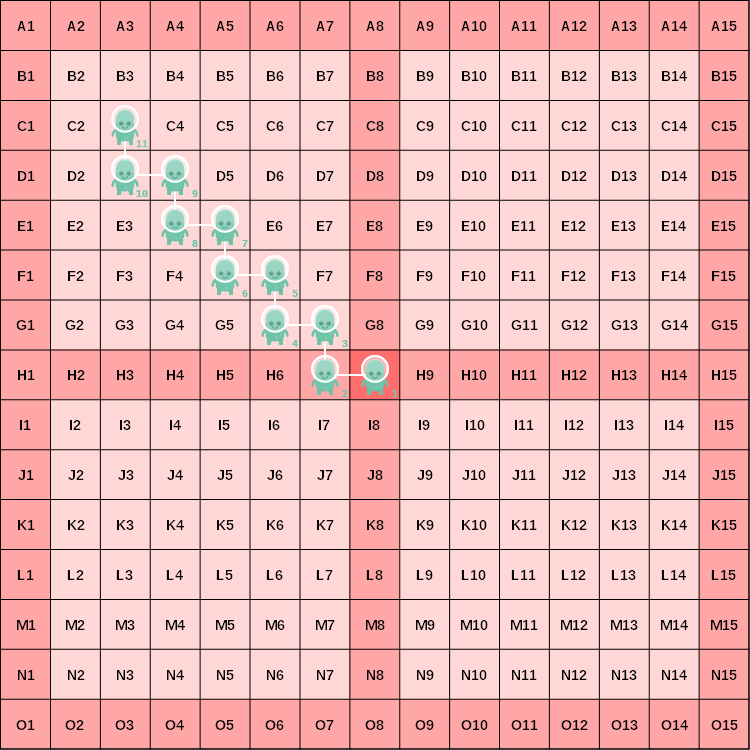 A1 A2 A3 A4 A5 A6 A7 A8 A9 A10 A11 A12 A13 A14 A15
B1 B2 B3 B4 B5 B6 B7 B8 B9 B10 B11 B12 B13 B14 B15
C1 C2 11 C4 C5 C6 C7 C8 C9 C10 C11 C12 C13 C14 C15
D1 D2 10 9 D5 D6 D7 D8 D9 D10 D11 D12 D13 D14 D15
E1 E2 E3 8 7 E6 E7 E8 E9 E10 E11 E12 E13 E14 E15
F1 F2 F3 F4 6 5 F7 F8 F9 F10 F11 F12 F13 F14 F15
G1 G2 G3 G4 G5 4 3 G8 G9 G10 G11 G12 G13 G14 G15
H1 H2 H3 H4 H5 H6 2 1 H9 H10 H11 H12 H13 H14 H15
I1 I2 I3 I4 I5 I6 I7 I8 I9 I10 I11 I12 I13 I14 I15
J1 J2 J3 J4 J5 J6 J7 J8 J9 J10 J11 J12 J13 J14 J15
K1 K2 K3 K4 K5 K6 K7 K8 K9 K10 K11 K12 K13 K14 K15
L1 L2 L3 L4 L5 L6 L7 L8 L9 L10 L11 L12 L13 L14 L15
M1 M2 M3 M4 M5 M6 M7 M8 M9 M10 M11 M12 M13 M14 M15
N1 N2 N3 N4 N5 N6 N7 N8 N9 N10 N11 N12 N13 N14 N15
O1 O2 O3 O4 O5 O6 O7 O8 O9 O10 O11 O12 O13 O14 O15